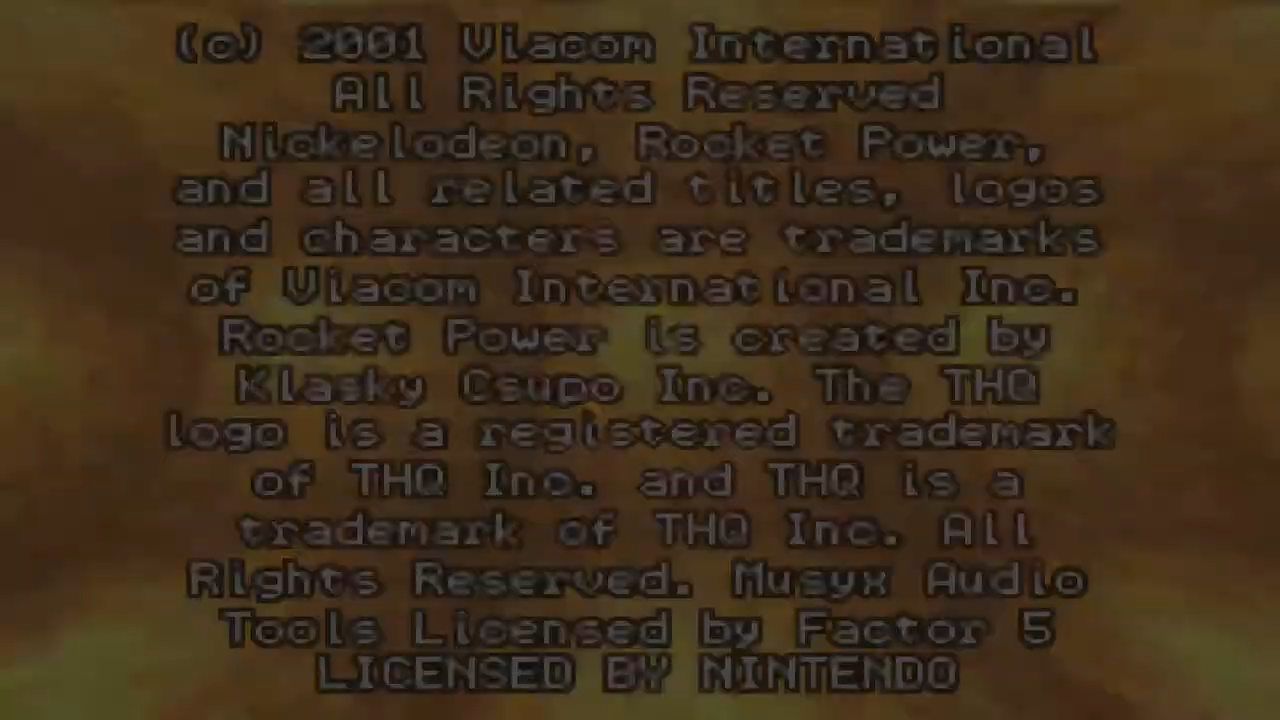 (c) 2001 Viacom International
All Rights Reserved
Nickelodeon, Rocket Power,
and all related titles, logos
and characters are trademarks
of Viacom International Inc.
Rocket Power is created by
Klasky Csupo Inc. The THQ
logo is a registered trademark
of THQ Inc. and THQ is a
trademark of THQ Inc. All
Rights Reserved. Musyx Audio
Tools Licensed by Factor 5
LICENSED BY NINTENDO